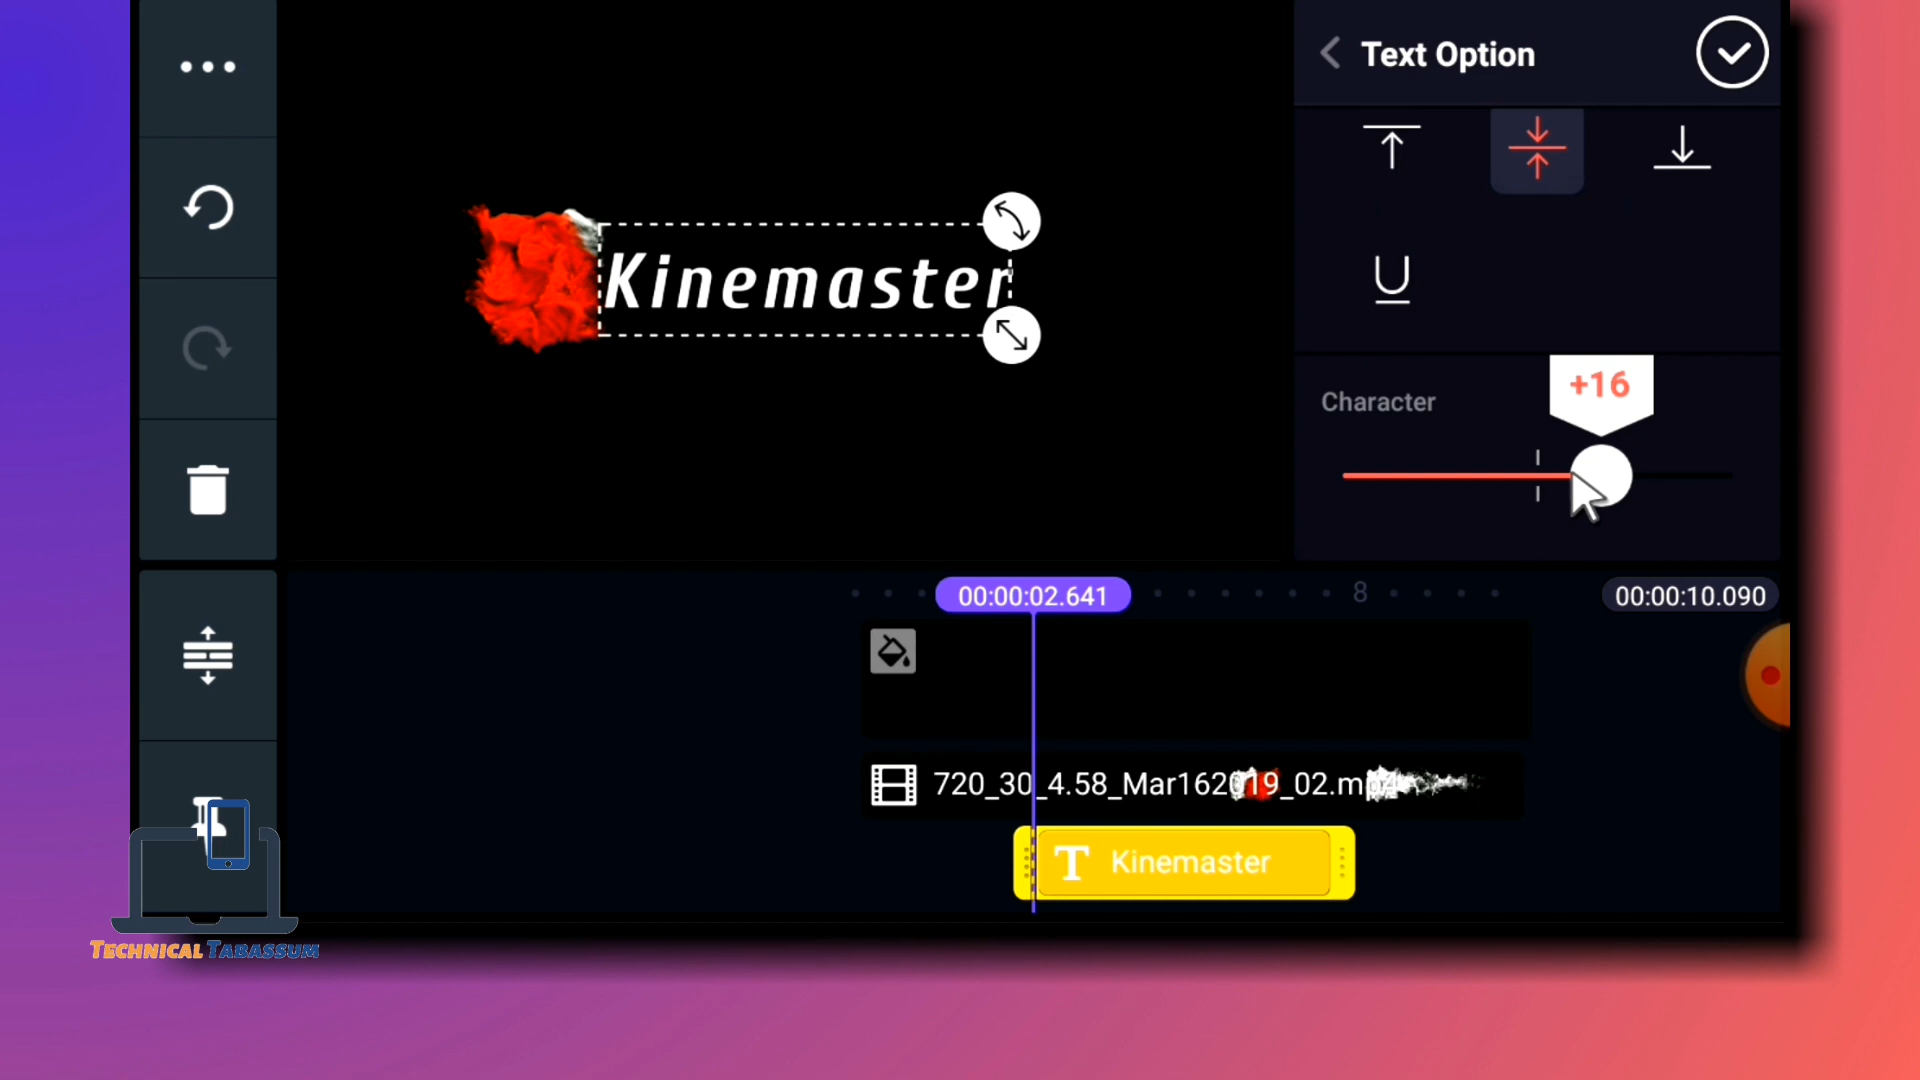 Text Option
Kinemaster
U
+16
Character
00:00:02.641
8
00:00:10.090
720_30_4.58_Mar162019_02.mp4
T Kinemaster
TECHNICAL TABASSUM